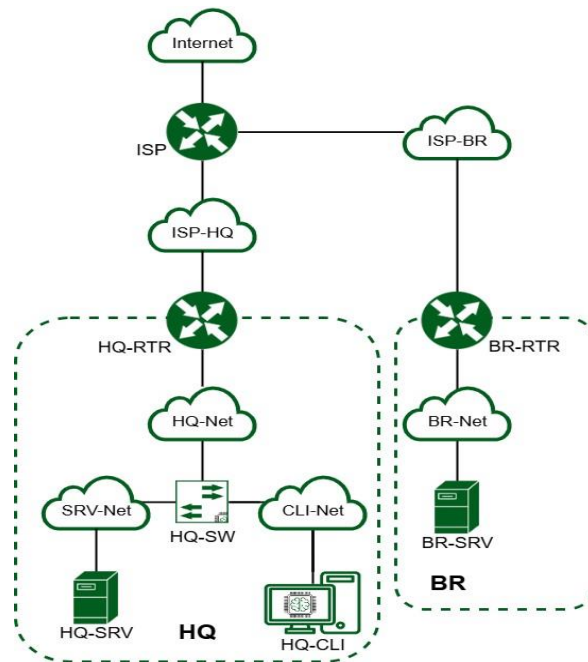 Internet
ISP
ISP-BR
ISP-HQ
HQ-RTR
BR-RTR
HQ-Net
BR-Net
SRV-Net
CLI-Net
HQ-SW
BR-SRV
BR
HQ-SRV
HQ
HQ-CLI